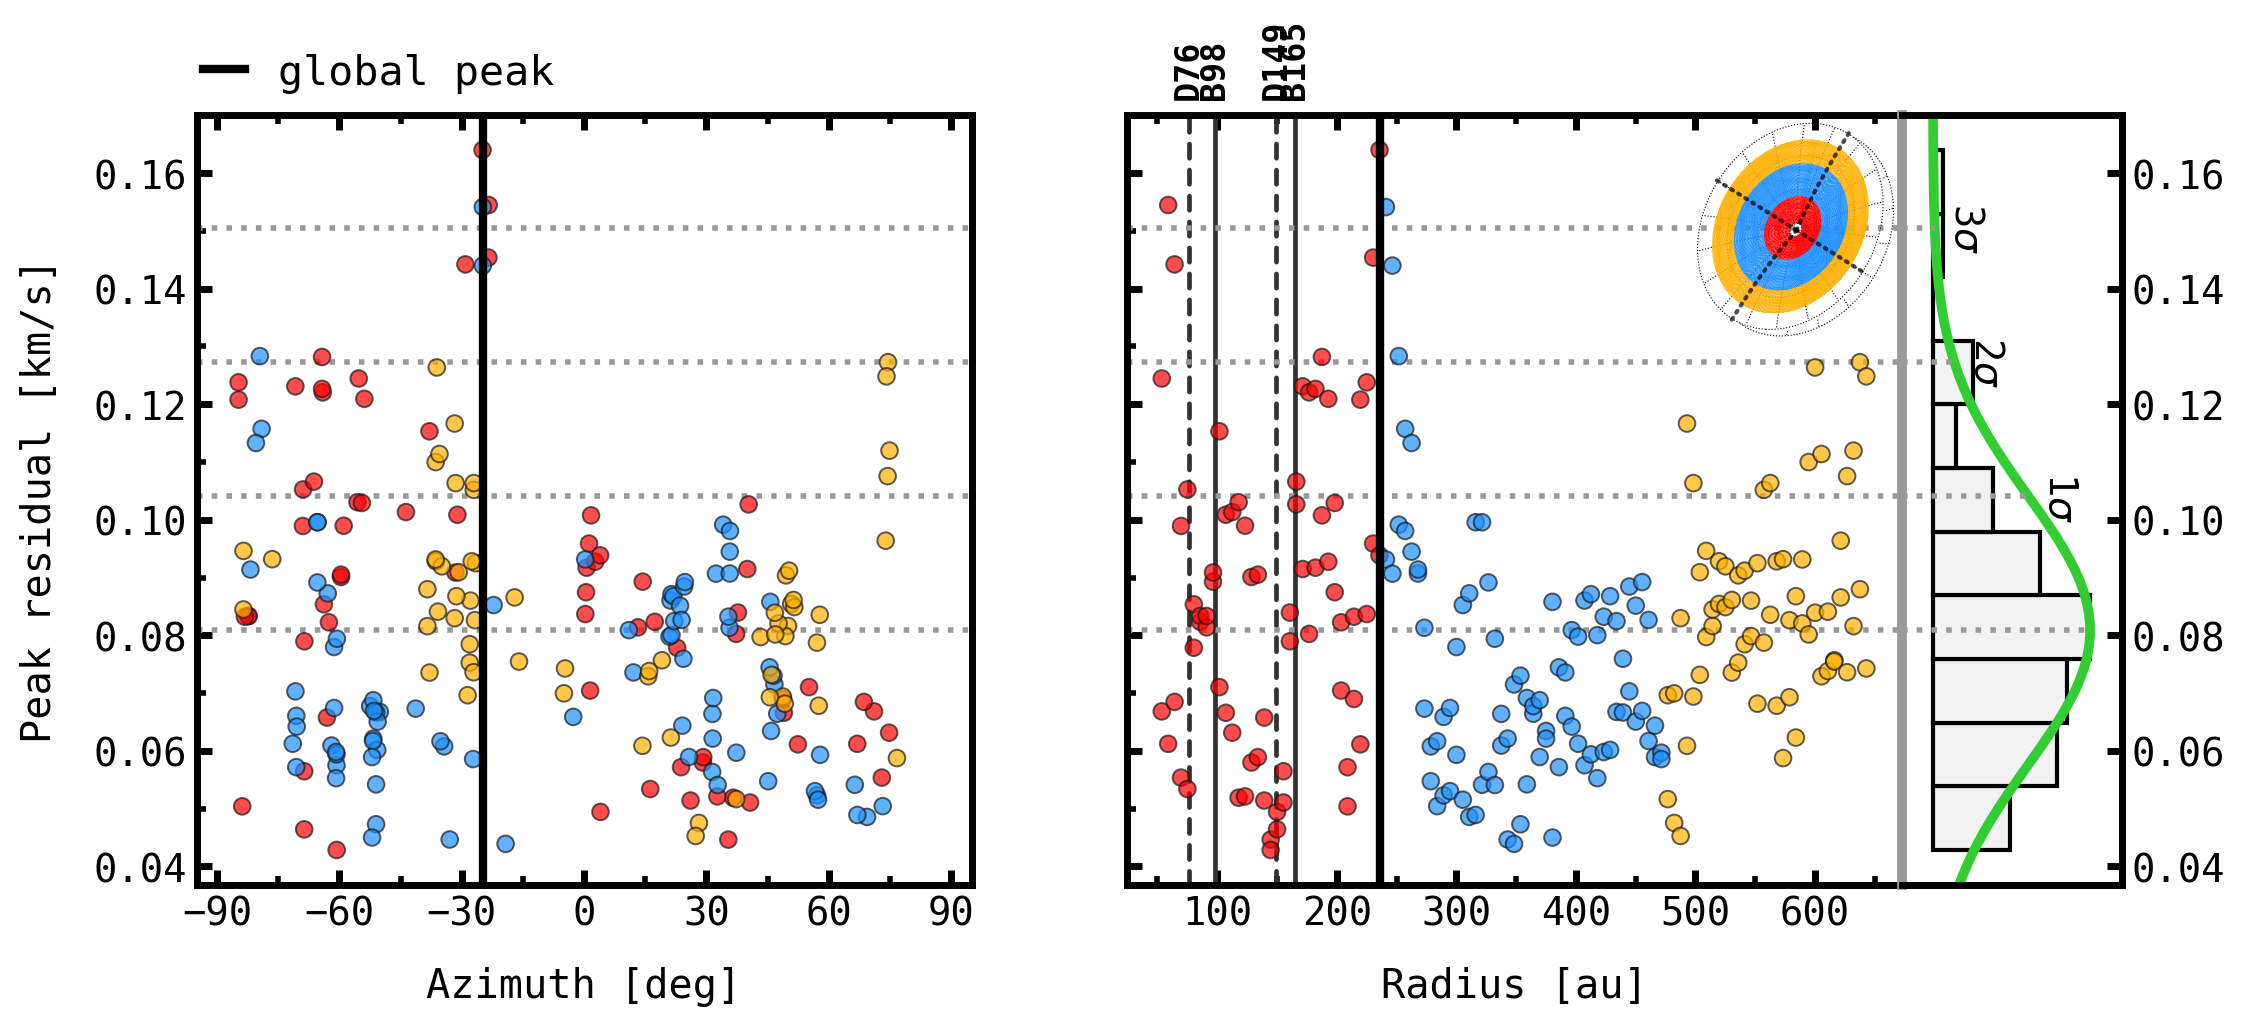 global peak
D76
B98
D149
B165
0.16
0.14
0.12
0.10
0.08
0.06
0.04
Peak residual [km/s]
−90
−60
−30
0
30
60
90
Azimuth [deg]
100
200
300
400
500
600
Radius [au]
3σ
2σ
1σ
0.16
0.14
0.12
0.10
0.08
0.06
0.04